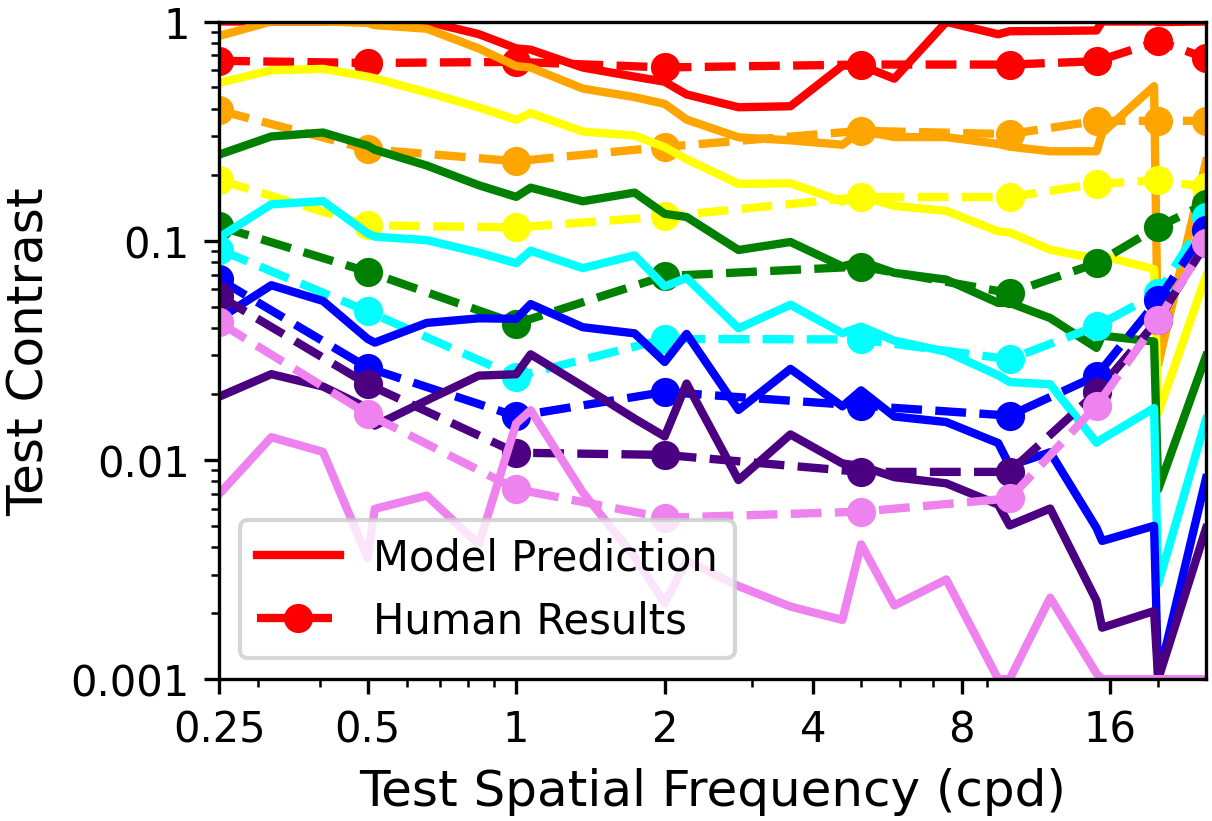 1
0.1
0.01
0.001
Test Contrast
Model Prediction
Human Results
0.25 0.5 1 2 4 8 16
Test Spatial Frequency (cpd)